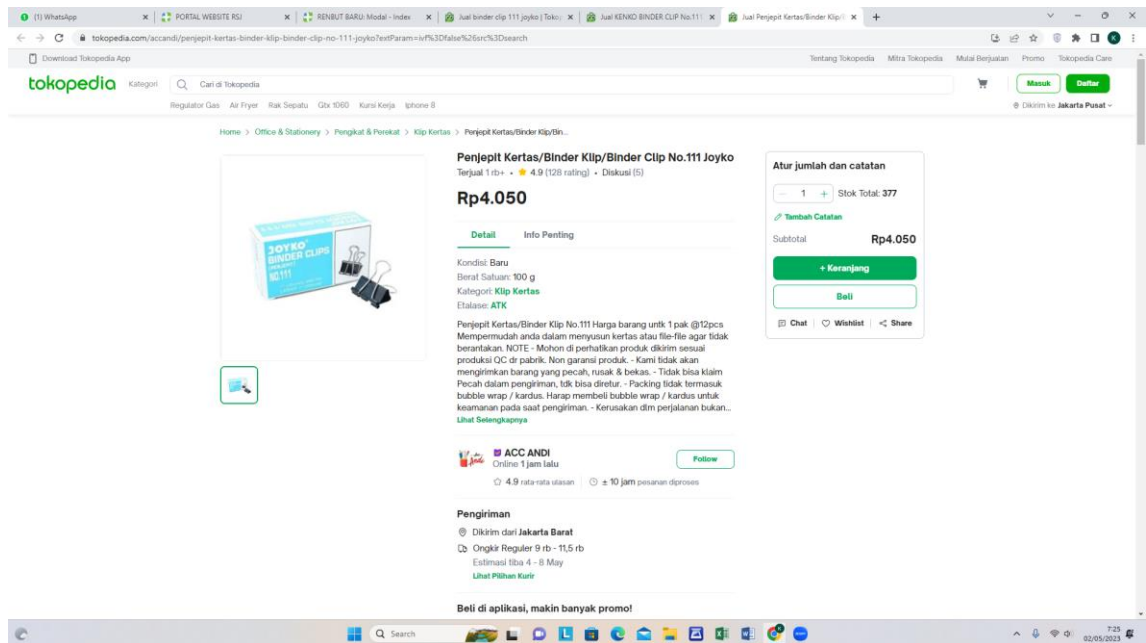 (1) WhatsApp
PORTAL WEBSITE RSJ
RENBUT BARU: Modal - Index
Jual binder clip 111 joyko | Toko
Jual KENKO BINDER CLIP No.111
Jual Penjepit Kertas/Binder Klip/
tokopedia.com/accandi/penjepit-kertas-binder-klip-binder-clip-no-111-joyko?extParam=ivf%3Dfalse%26src%3Dsearch
Download Tokopedia App
Tentang Tokopedia Mitra Tokopedia Mulai Berjualan Promo Tokopedia Care
tokopedia Kategori Cari di Tokopedia Masuk Daftar
Regulator Gas Air Fryer Rak Sepatu Gtx 1060 Kursi Kerja Iphone 8
Dikirim ke Jakarta Pusat
Home > Office & Stationery > Pengikat & Perekat > Klip Kertas > Penjepit Kertas/Binder Klip/Bin...
JOYKO
BINDER CLIPS
NO.111
Penjepit Kertas/Binder Klip/Binder Clip No.111 Joyko
Terjual 1 rb+ • 4.9 (128 rating) • Diskusi (5)
Rp4.050
Detail Info Penting
Kondisi: Baru
Berat Satuan: 100 g
Kategori: Klip Kertas
Etalase: ATK
Penjepit Kertas/Binder Klip No.111 Harga barang untk 1 pak @12pcs
Mempermudah anda dalam menyusun kertas atau file-file agar tidak
berantakan. NOTE - Mohon di perhatikan produk dikirim sesuai
produksi QC dr pabrik. Non garansi produk. - Kami tidak akan
mengirimkan barang yang pecah, rusak & bekas. - Tidak bisa klaim
Pecah dalam pengiriman, tdk bisa diretur. - Packing tidak termasuk
bubble wrap / kardus. Harap membeli bubble wrap / kardus untuk
keamanan pada saat pengiriman. - Kerusakan dlm perjalanan bukan...
Lihat Selengkapnya
ACC ANDI
Online 1 jam lalu
Follow
4.9 rata-rata ulasan
± 10 jam pesanan diproses
Pengiriman
Dikirim dari Jakarta Barat
Ongkir Reguler 9 rb - 11,5 rb
Estimasi tiba 4 - 8 May
Lihat Pilihan Kurir
Beli di aplikasi, makin banyak promo!
Atur jumlah dan catatan
1 Stok Total: 377
Tambah Catatan
Subtotal Rp4.050
+ Keranjang
Beli
Chat Wishlist Share
Search
7:25
02/05/2023